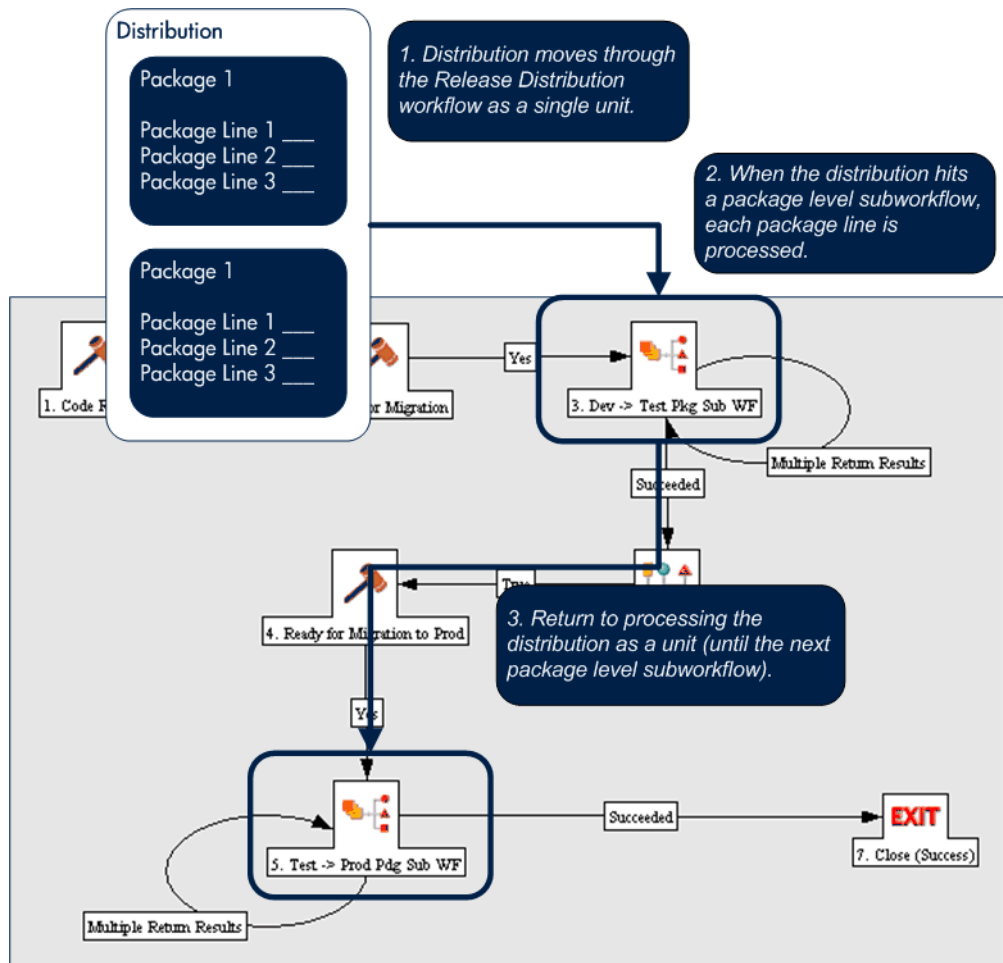 Distribution
Package 1
Package Line 1 ___
Package Line 2 ___
Package Line 3 ___
Package 1
Package Line 1 ___
Package Line 2 ___
Package Line 3 ___
1. Distribution moves through
the Release Distribution
workflow as a single unit.
2. When the distribution hits
a package level subworkflow,
each package line is
processed.
1. Code
or Migration
Yes
3. Dev -> Test Pkg Sub WF
Multiple Return Results
Succeeded
4. Ready for Migration to Prod
3. Return to processing the
distribution as a unit (until the next
package level subworkflow).
Yes
5. Test -> Prod Pdg Sub WF
Multiple Return Results
Succeeded
EXIT
7. Close (Success)